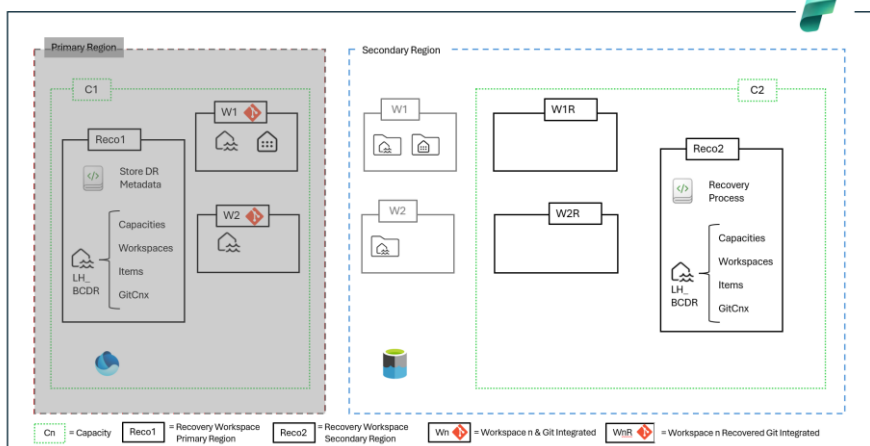 Primary Region
C1
Reco1
Store DR
Metadata
Capacities
Workspaces
Items
GitCnx
LH_
BCDR
W1
W2
Secondary Region
W1
W2
C2
W1R
W2R
Reco2
Recovery
Process
Capacities
Workspaces
Items
GitCnx
LH_
BCDR
Cn = Capacity
Reco1 = Recovery Workspace
Primary Region
Reco2 = Recovery Workspace
Secondary Region
Wn = Workspace n & Git Integrated
WnR = Workspace n Recovered Git Integrated